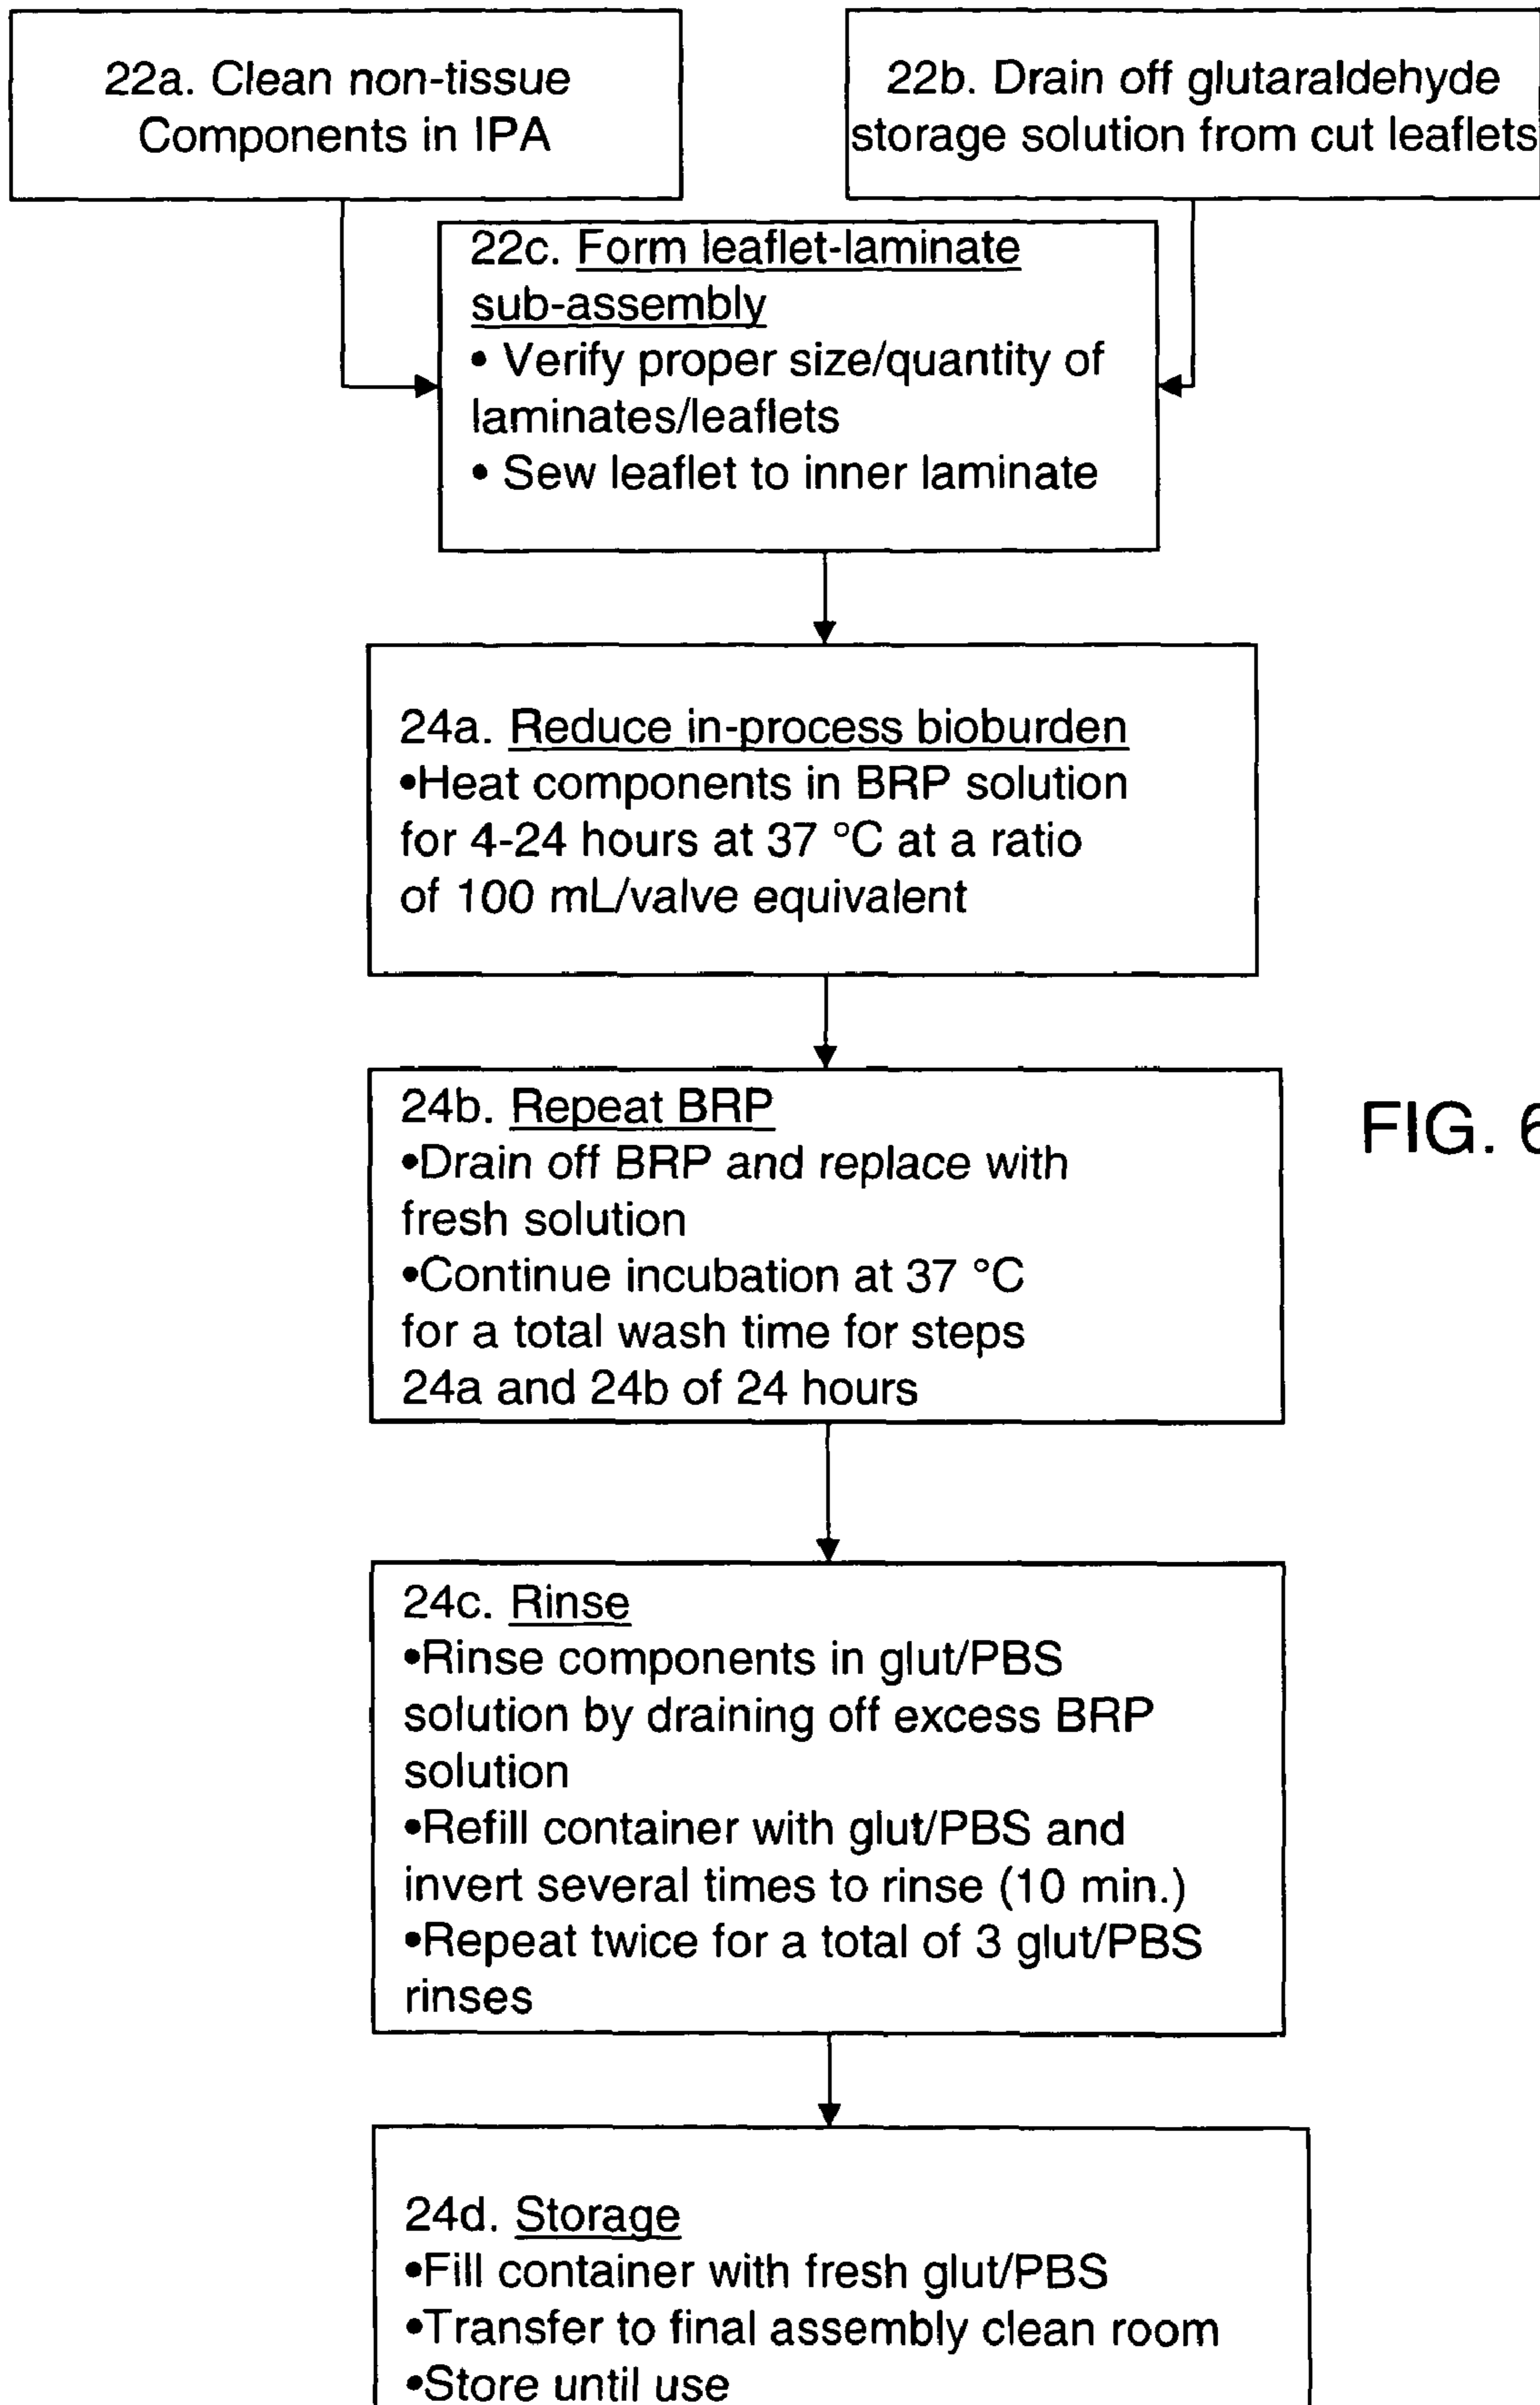 22a. Clean non-tissue
Components in IPA
22b. Drain off glutaraldehyde
storage solution from cut leaflets
22c. Form leaflet-laminate
sub-assembly
• Verify proper size/quantity of
laminates/leaflets
• Sew leaflet to inner laminate
24a. Reduce in-process bioburden
•Heat components in BRP solution
for 4-24 hours at 37 °C at a ratio
of 100 mL/valve equivalent
24b. Repeat BRP
•Drain off BRP and replace with
fresh solution
•Continue incubation at 37 °C
for a total wash time for steps
24a and 24b of 24 hours
FIG. 6
24c. Rinse
•Rinse components in glut/PBS
solution by draining off excess BRP
solution
•Refill container with glut/PBS and
invert several times to rinse (10 min.)
•Repeat twice for a total of 3 glut/PBS
rinses
24d. Storage
•Fill container with fresh glut/PBS
•Transfer to final assembly clean room
•Store until use